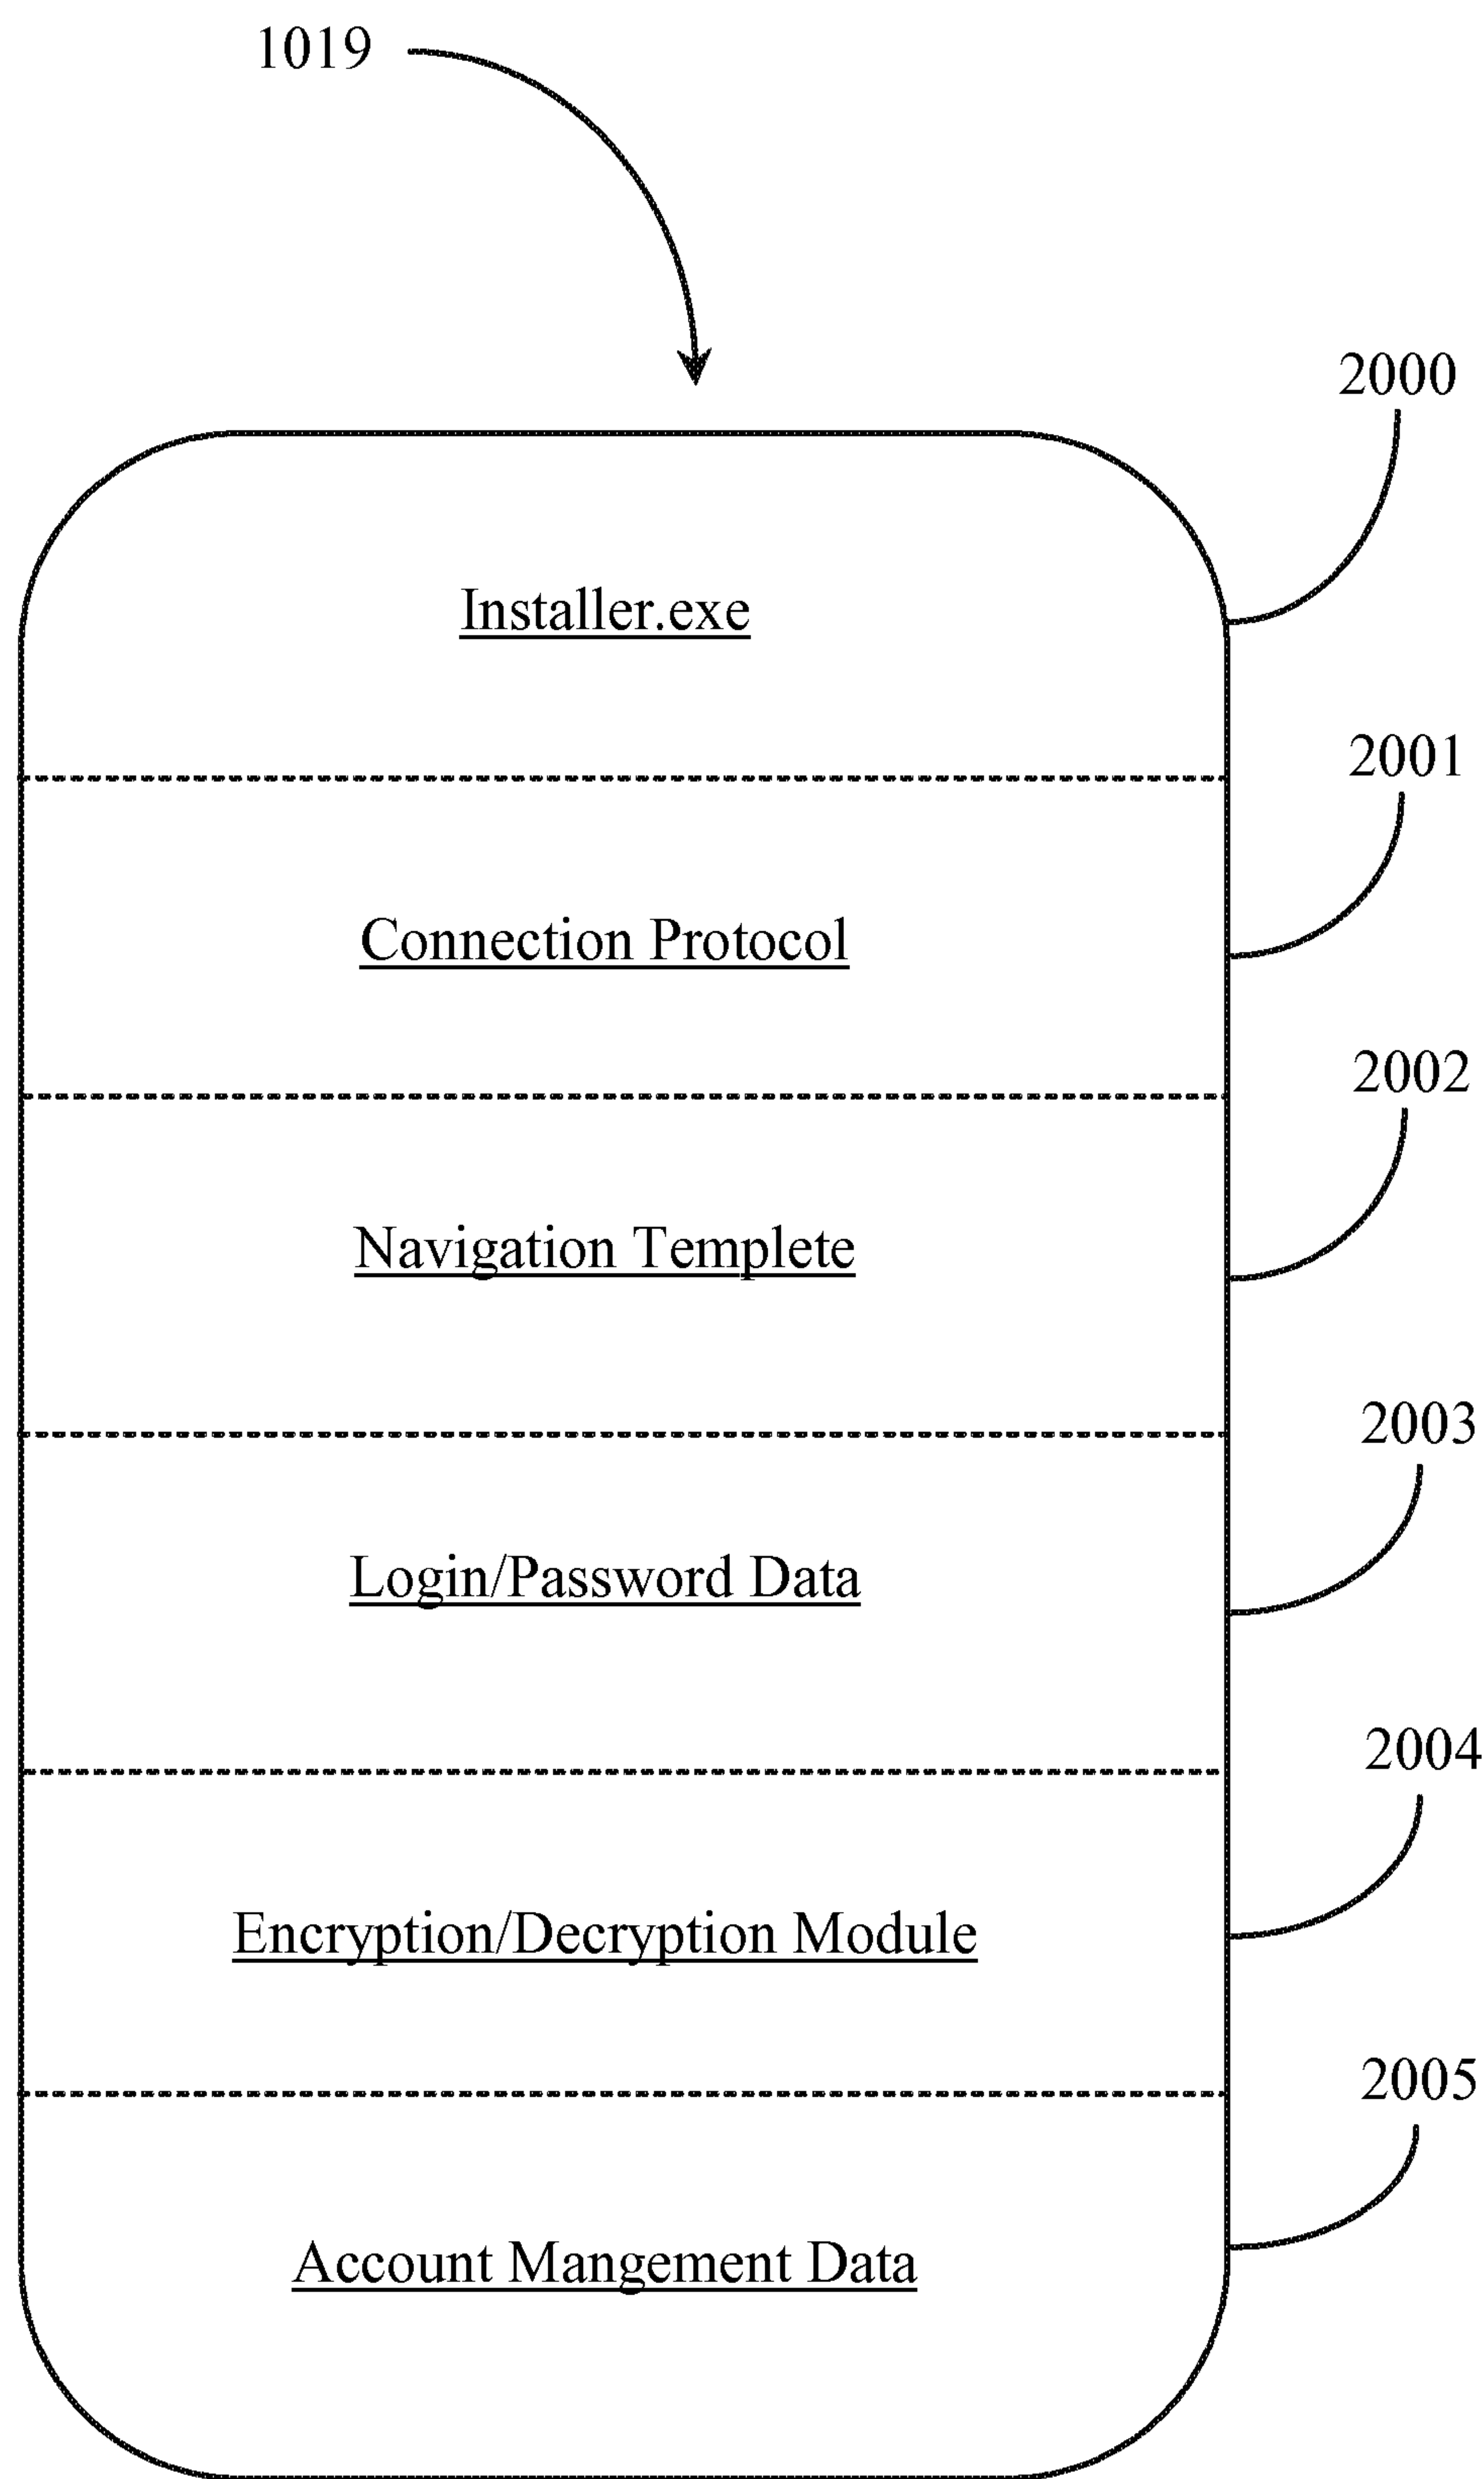 1019
2000
Installer.exe
2001
Connection Protocol
2002
Navigation Templete
2003
Login/Password Data
2004
Encryption/Decryption Module
2005
Account Mangement Data